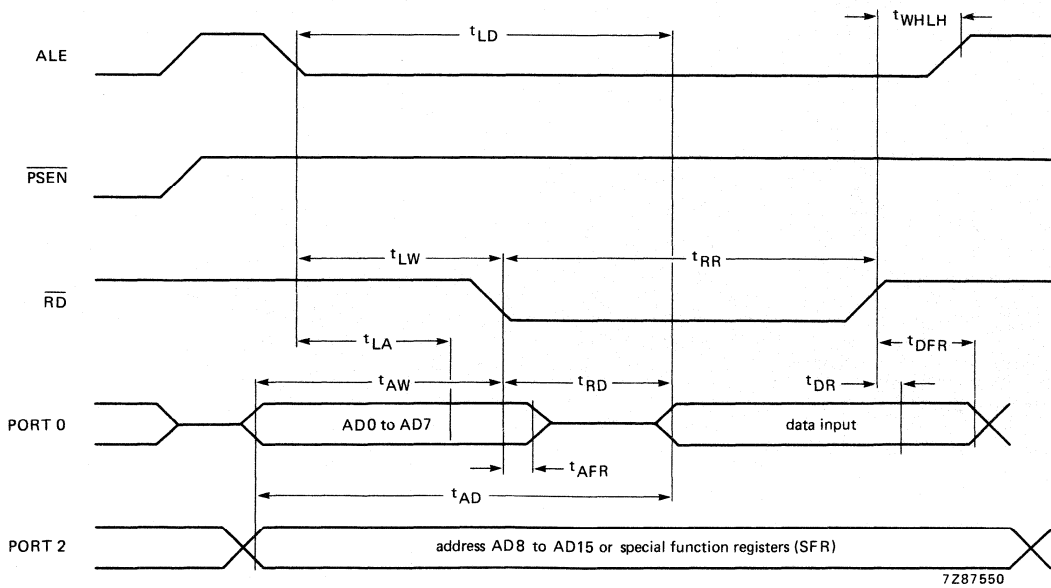 t_WHLH
t_LD
ALE
PSEN
t_LW
t_RR
RD
t_LA
t_DFR
t_AW
t_RD
t_DR
PORT 0
AD0 to AD7
data input
t_AFR
t_AD
PORT 2
address AD8 to AD15 or special function registers (SFR)
7Z87550